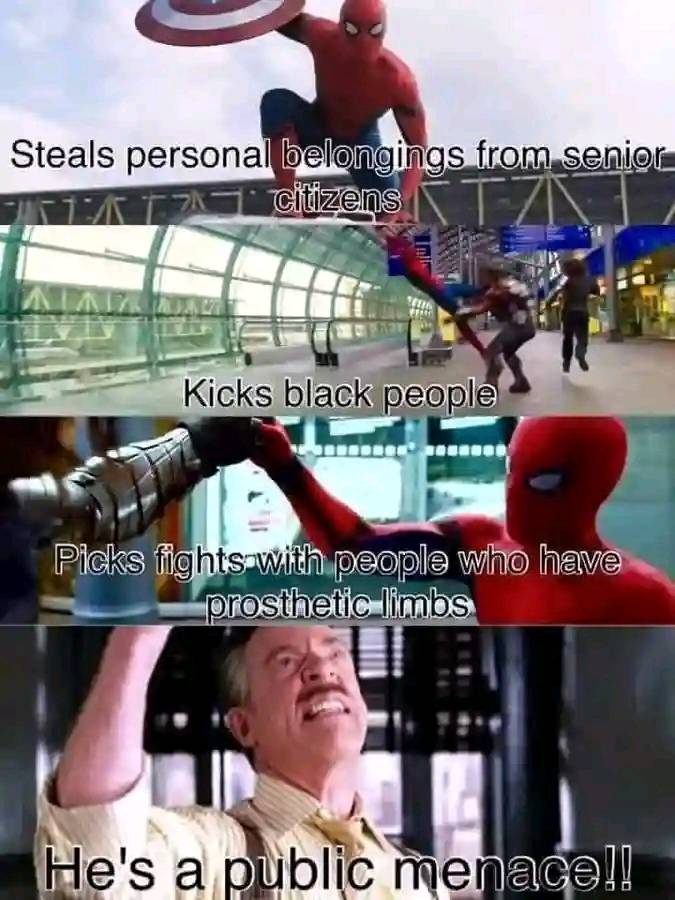 Steals personal belongings from senior
citizens
Kicks black people
Picks fights with people who have
prosthetic limbs
He's a public menace!!